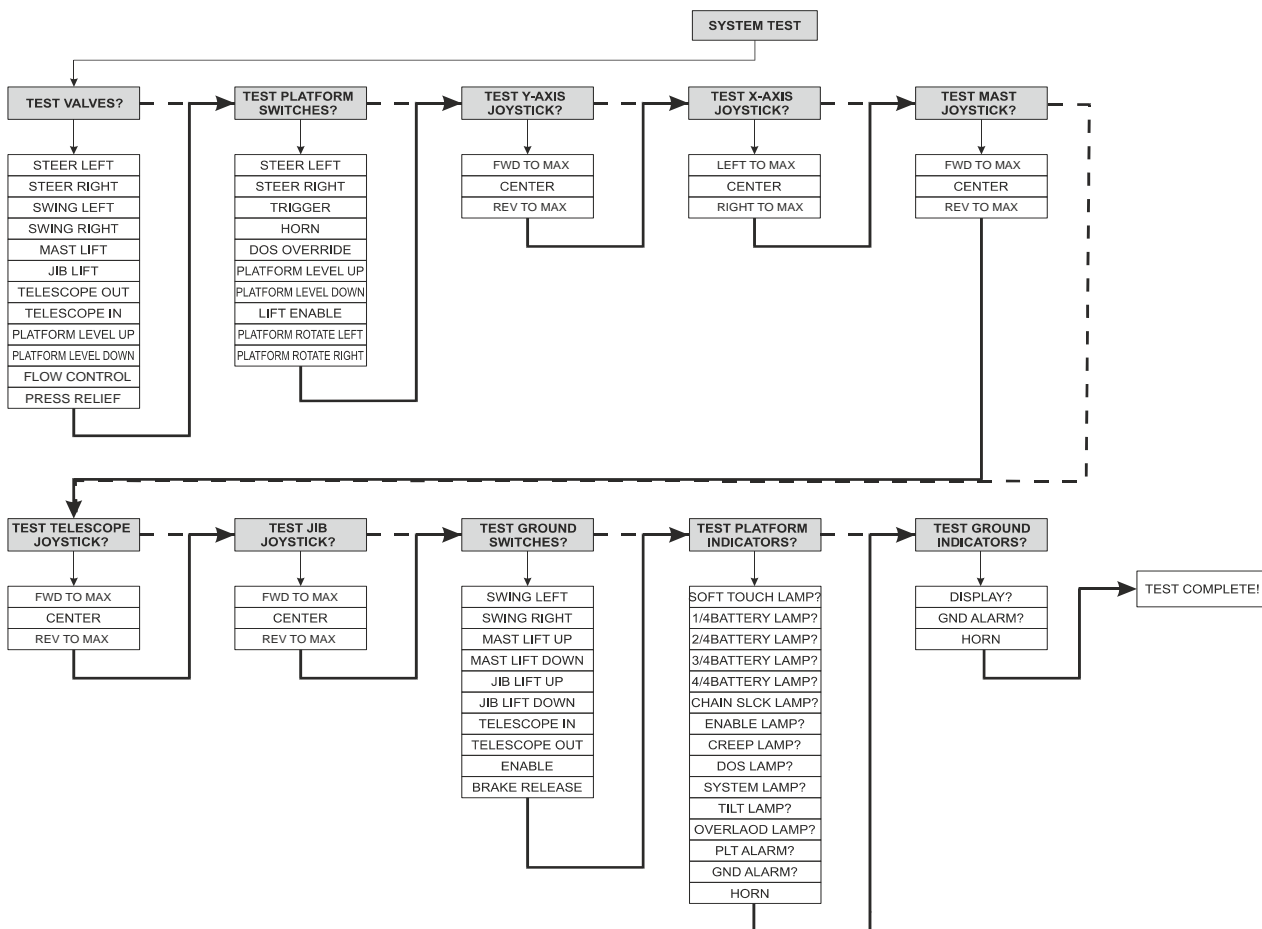 SYSTEM TEST
TEST VALVES?
STEER LEFT
STEER RIGHT
SWING LEFT
SWING RIGHT
MAST LIFT
JIB LIFT
TELESCOPE OUT
TELESCOPE IN
PLATFORM LEVEL UP
PLATFORM LEVEL DOWN
FLOW CONTROL
PRESS RELIEF
TEST PLATFORM
SWITCHES?
STEER LEFT
STEER RIGHT
TRIGGER
HORN
DOS OVERRIDE
PLATFORM LEVEL UP
PLATFORM LEVEL DOWN
LIFT ENABLE
PLATFORM ROTATE LEFT
PLATFORM ROTATE RIGHT
TEST Y-AXIS
JOYSTICK?
FWD TO MAX
CENTER
REV TO MAX
TEST X-AXIS
JOYSTICK?
LEFT TO MAX
CENTER
RIGHT TO MAX
TEST MAST
JOYSTICK?
FWD TO MAX
CENTER
REV TO MAX
TEST TELESCOPE
JOYSTICK?
FWD TO MAX
CENTER
REV TO MAX
TEST JIB
JOYSTICK?
FWD TO MAX
CENTER
REV TO MAX
TEST GROUND
SWITCHES?
SWING LEFT
SWING RIGHT
MAST LIFT UP
MAST LIFT DOWN
JIB LIFT UP
JIB LIFT DOWN
TELESCOPE IN
TELESCOPE OUT
ENABLE
BRAKE RELEASE
TEST PLATFORM
INDICATORS?
SOFT TOUCH LAMP?
1/4BATTERY LAMP?
2/4BATTERY LAMP?
3/4BATTERY LAMP?
4/4BATTERY LAMP?
CHAIN SLCK LAMP?
ENABLE LAMP?
CREEP LAMP?
DOS LAMP?
SYSTEM LAMP?
TILT LAMP?
OVERLAOD LAMP?
PLT ALARM?
GND ALARM?
HORN
TEST GROUND
INDICATORS?
DISPLAY?
GND ALARM?
HORN
TEST COMPLETE!